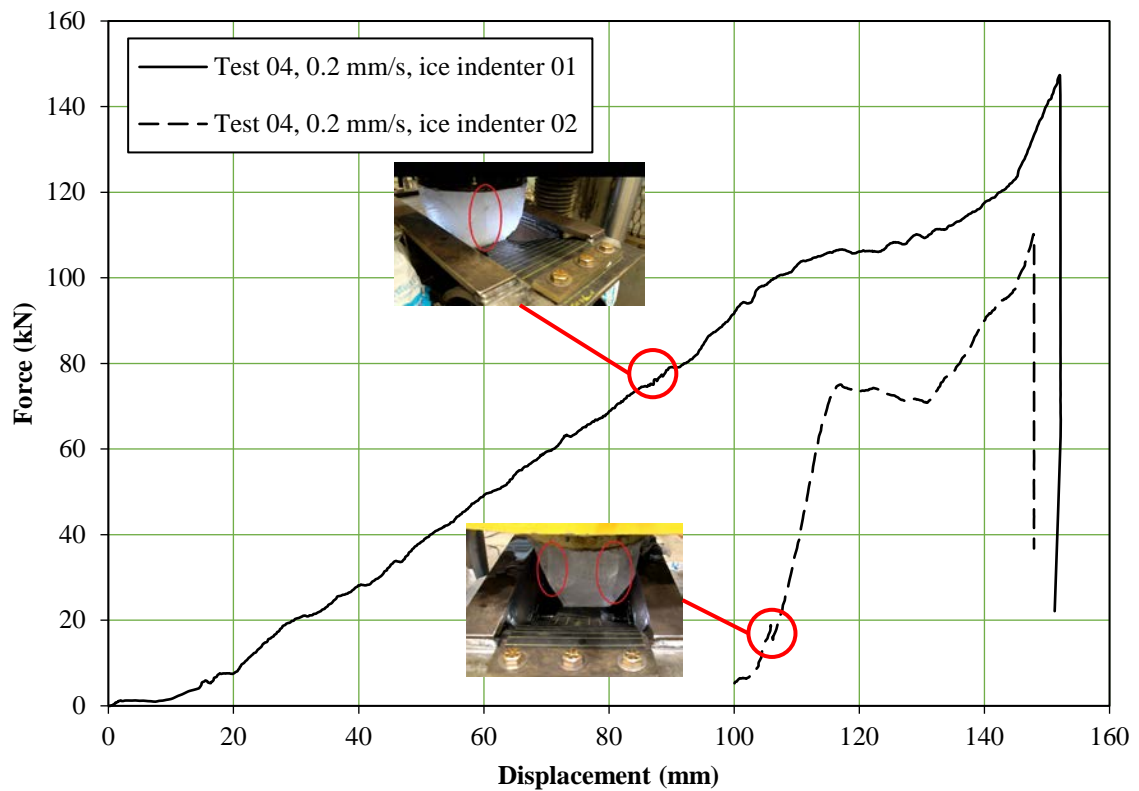 160
140
120
100
80
60
40
20
0
Force (kN)
Test 04, 0.2 mm/s, ice indenter 01
Test 04, 0.2 mm/s, ice indenter 02
0 20 40 60 80 100 120 140 160
Displacement (mm)